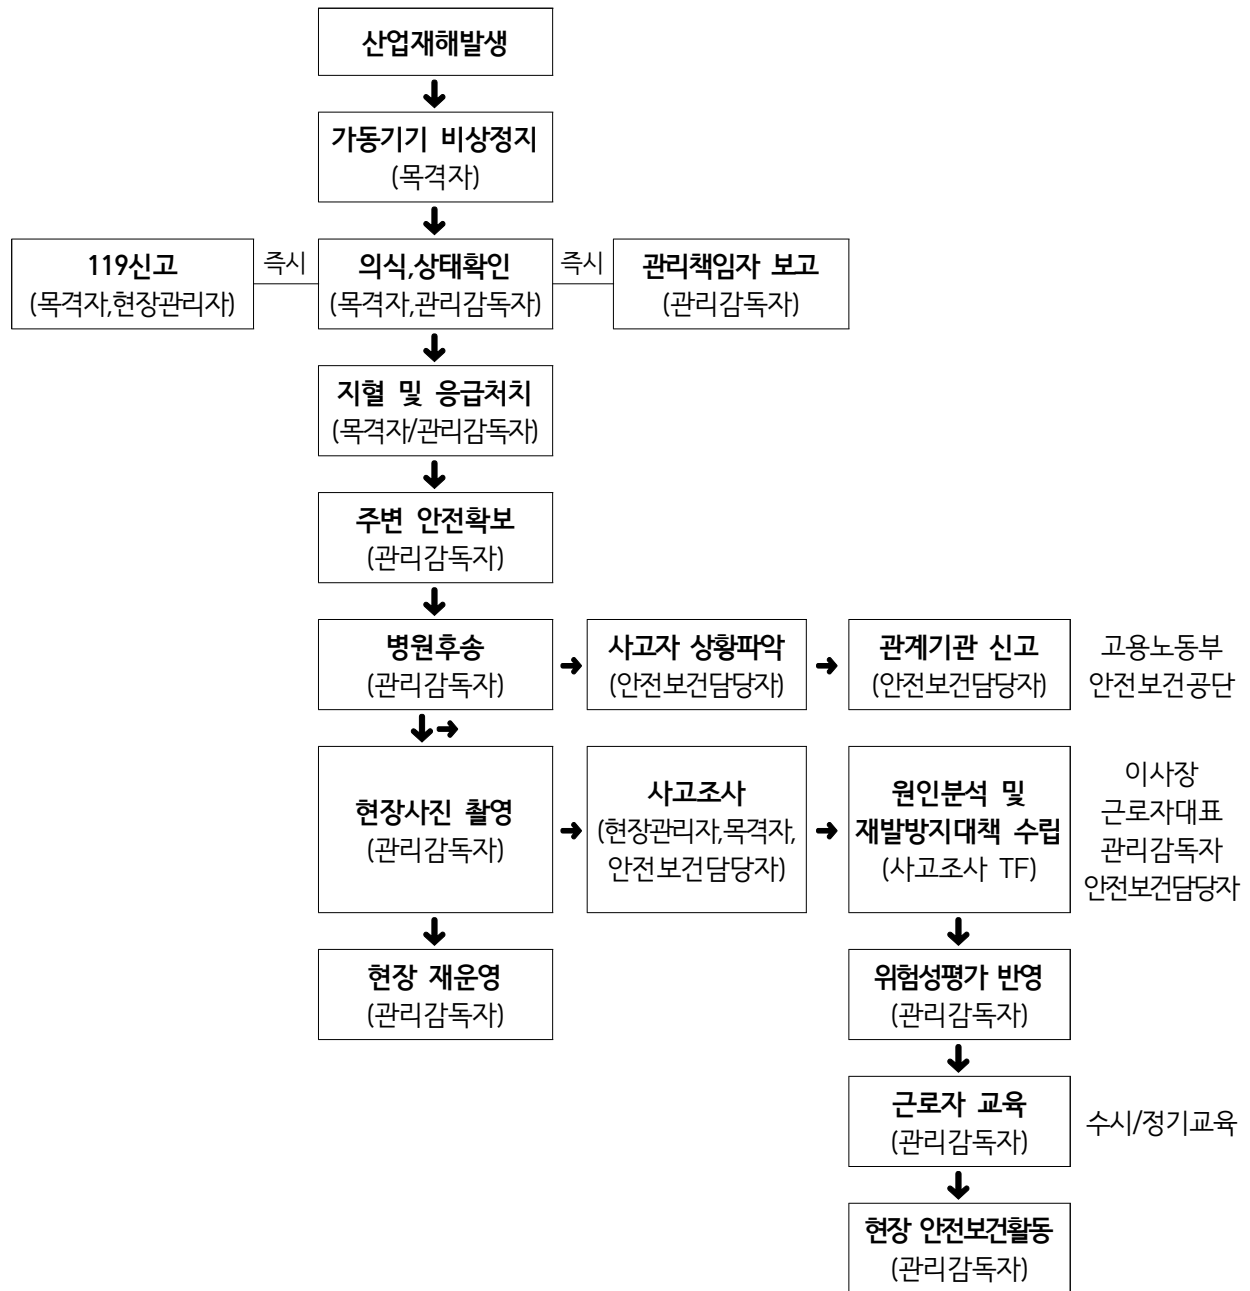 산업재해발생
가동기기 비상정지
(목격자)
119신고
(목격자,현장관리자)
즉시
의식,상태확인
(목격자,관리감독자)
즉시
관리책임자 보고
(관리감독자)
지혈 및 응급처치
(목격자/관리감독자)
주변 안전확보
(관리감독자)
병원후송
(관리감독자)
사고자 상황파악
(안전보건담당자)
관계기관 신고
(안전보건담당자)
고용노동부
안전보건공단
현장사진 촬영
(관리감독자)
사고조사
(현장관리자,목격자,
안전보건담당자)
원인분석 및
재발방지대책 수립
(사고조사 TF)
이사장
근로자대표
관리감독자
안전보건담당자
현장 재운영
(관리감독자)
위험성평가 반영
(관리감독자)
근로자 교육
(관리감독자)
수시/정기교육
현장 안전보건활동
(관리감독자)